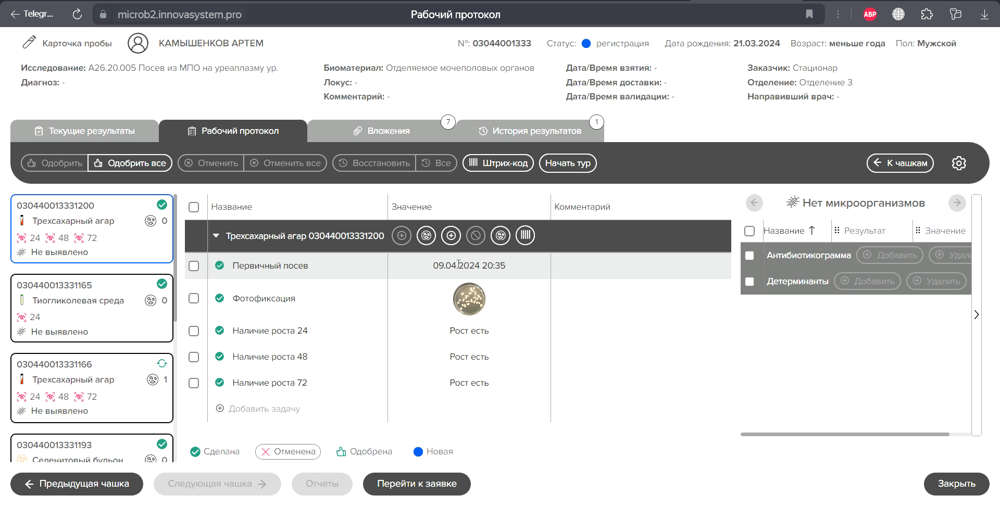 Telegr...
microb2.innovasystem.pro
Рабочий протокол
ABP
Карточка пробы
КАМЫШЕНКОВ АРТЕМ
№: 03044001333
Статус: регистрация
Дата рождения: 21.03.2024
Возраст: меньше года
Пол: Мужской
Исследование: A26.20.005 Посев из МПО на уреаплазму ур.
Диагноз: -
Биоматериал: Отделяемое мочеполовых органов
Локус: -
Комментарий: -
Дата/Время взятия: -
Дата/Время доставки: -
Дата/Время валидации: -
Заказчик: Стационар
Отделение: Отделение 3
Направивший врач: -
Текущие результаты
Рабочий протокол
Вложения 7
История результатов 1
Одобрить
Одобрить все
Отменить
Отменить все
Восстановить
Все
Штрих-код
Начать тур
К чашкам
030440013331200
Трехсахарный агар 0
24 48 72
Не выявлено
030440013331165
Тиогликолевая среда 0
24
Не выявлено
030440013331166
Трехсахарный агар 1
24 48 72
Не выявлено
030440013331193
Селенитовый бульон 0
Название Значение Комментарий
Трехсахарный агар 030440013331200
Первичный посев 09.04.2024 20:35
Фотофиксация
Наличие роста 24 Рост есть
Наличие роста 48 Рост есть
Наличие роста 72 Рост есть
Добавить задачу
Сделана
Отменена
Одобрена
Новая
Нет микроорганизмов
Название Результат Значение
Антибиотикограмма Добавить Удали
Детерминанты Добавить Удалить
Предыдущая чашка
Следующая чашка
Отчеты
Перейти к заявке
Закрыть